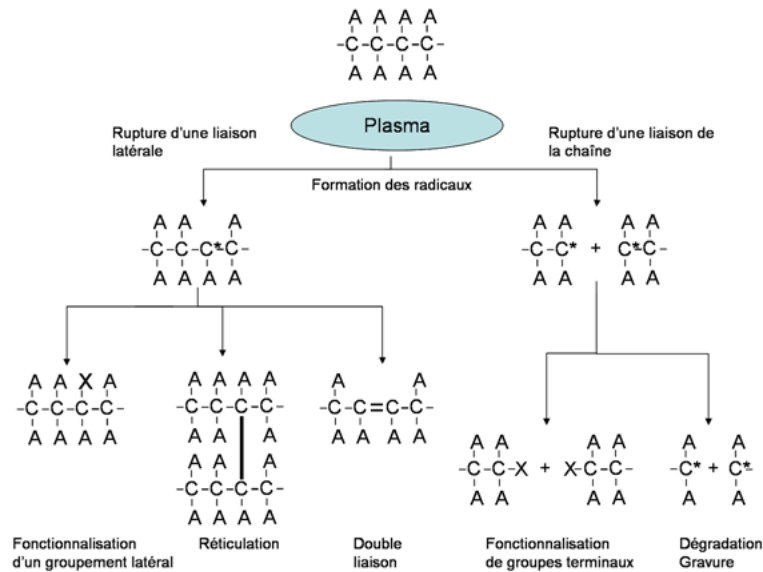 A A A A
-C-C-C-C-
A A A A
Plasma
Rupture d'une liaison
latérale
Rupture d'une liaison de
la chaîne
Formation des radicaux
A A A
-C-C-C*-C-
A A A A
A A
-C-C* + C*-C-
A A A A
A A
A A X A
-C-C-C-C-
A A A A
A A A A
-C-C-C-C-
A A A
A A A
-C-C-C-C-
A A A A
A A
-C-C=C-C-
A A A A
A A
-C-C-X + X-C-C-
A A A A
A A
A A
-C* + C*-
A A
Fonctionnalisation
d'un groupement latéral
Réticulation
Double
liaison
Fonctionnalisation
de groupes terminaux
Dégradation
Gravure